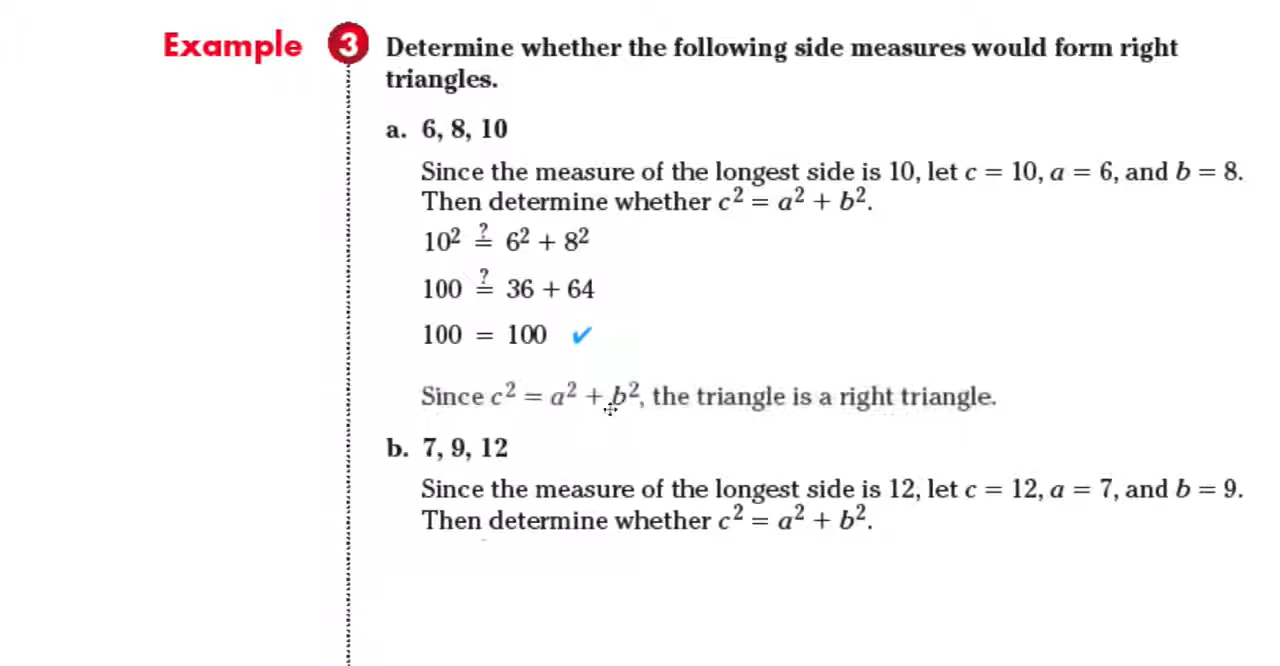 Example 3 Determine whether the following side measures would form right
triangles.
a. 6, 8, 10
Since the measure of the longest side is 10, let c = 10, a = 6, and b = 8.
Then determine whether c² = a² + b².
10² ≟ 6² + 8²
100 ≟ 36 + 64
100 = 100 ✔
Since c² = a² + b², the triangle is a right triangle.
b. 7, 9, 12
Since the measure of the longest side is 12, let c = 12, a = 7, and b = 9.
Then determine whether c² = a² + b².